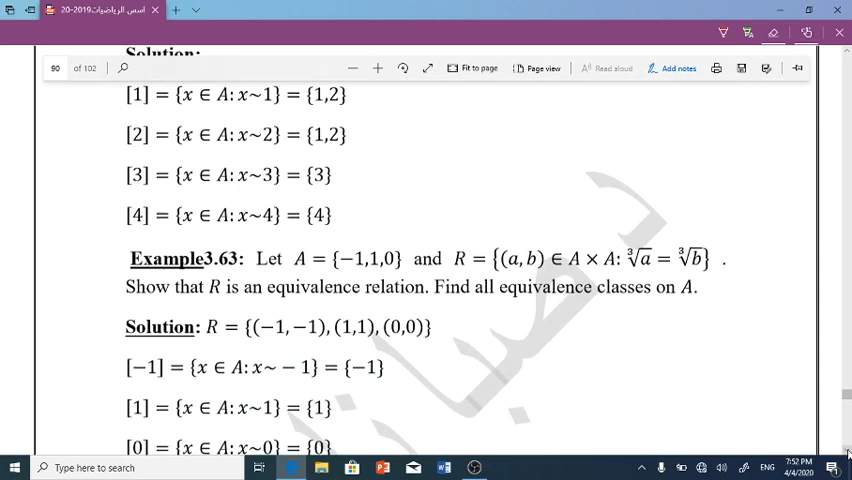 اسس الرياضيات2019-20
Solution:
90 of 102
Fit to page
Page view
Read aloud
Add notes
[1] = {x ∈ A: x~1} = {1,2}
[2] = {x ∈ A: x~2} = {1,2}
[3] = {x ∈ A: x~3} = {3}
[4] = {x ∈ A: x~4} = {4}
Example3.63: Let A = {−1,1,0} and R = {(a, b) ∈ A × A: ∛a = ∛b} .
Show that R is an equivalence relation. Find all equivalence classes on A.
Solution: R = {(−1, −1), (1,1), (0,0)}
[−1] = {x ∈ A: x~ − 1} = {−1}
[1] = {x ∈ A: x~1} = {1}
[0] = {x ∈ A: x~0} = {0}
Type here to search
ENG
7:52 PM
4/4/2020